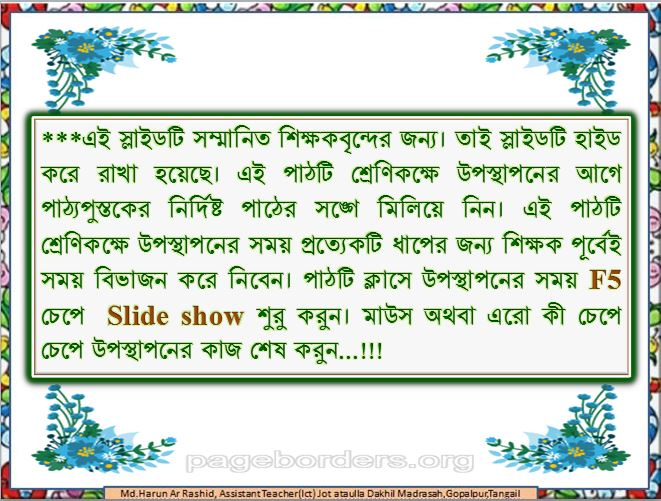 ***এই স্লাইডটি সম্মানিত শিক্ষকবৃন্দের জন্য। তাই স্লাইডটি হাইড
করে রাখা হয়েছে। এই পাঠটি শ্রেণিকক্ষে উপস্থাপনের আগে
পাঠ্যপুস্তকের নির্দিষ্ট পাঠের সঙ্গে মিলিয়ে নিন। এই পাঠটি
শ্রেণিকক্ষে উপস্থাপনের সময় প্রত্যেকটি ধাপের জন্য শিক্ষক পূর্বেই
সময় বিভাজন করে নিবেন। পাঠটি ক্লাসে উপস্থাপনের সময় F5
চেপে Slide show শুরু করুন। মাউস অথবা এরো কী চেপে
চেপে উপস্থাপনের কাজ শেষ করুন...!!!
pageborders.org
Md.Harun Ar Rashid, Assistant Teacher(Ict) Jot ataulla Dakhil Madrasah,Gopalpur,Tangail